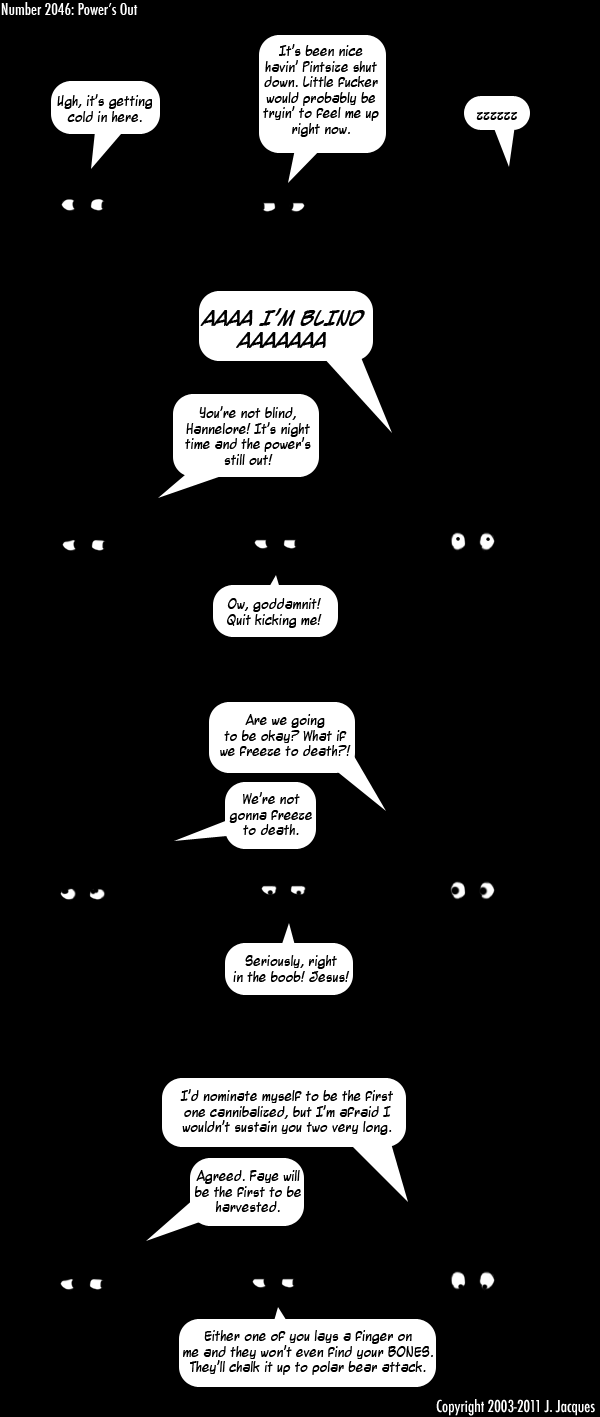 Number 2046: Power's Out
Ugh, it's getting
cold in here.
It's been nice
havin' Pintsize shut
down. Little fucker
would probably be
tryin' to feel me up
right now.
zzzzzz
AAAA I'M BLIND
AAAAAAA
You're not blind,
Hannelore! It's night
time and the power's
still out!
Ow, goddamnit!
Quit kicking me!
Are we going
to be okay? What if
we freeze to death?!
We're not
gonna freeze
to death.
Seriously, right
in the boob! Jesus!
I'd nominate myself to be the first
one cannibalized, but I'm afraid I
wouldn't sustain you two very long.
Agreed. Faye will
be the first to be
harvested.
Either one of you lays a finger on
me and they won't even find your BONES.
They'll chalk it up to polar bear attack.
Copyright 2003-2011 J. Jacques